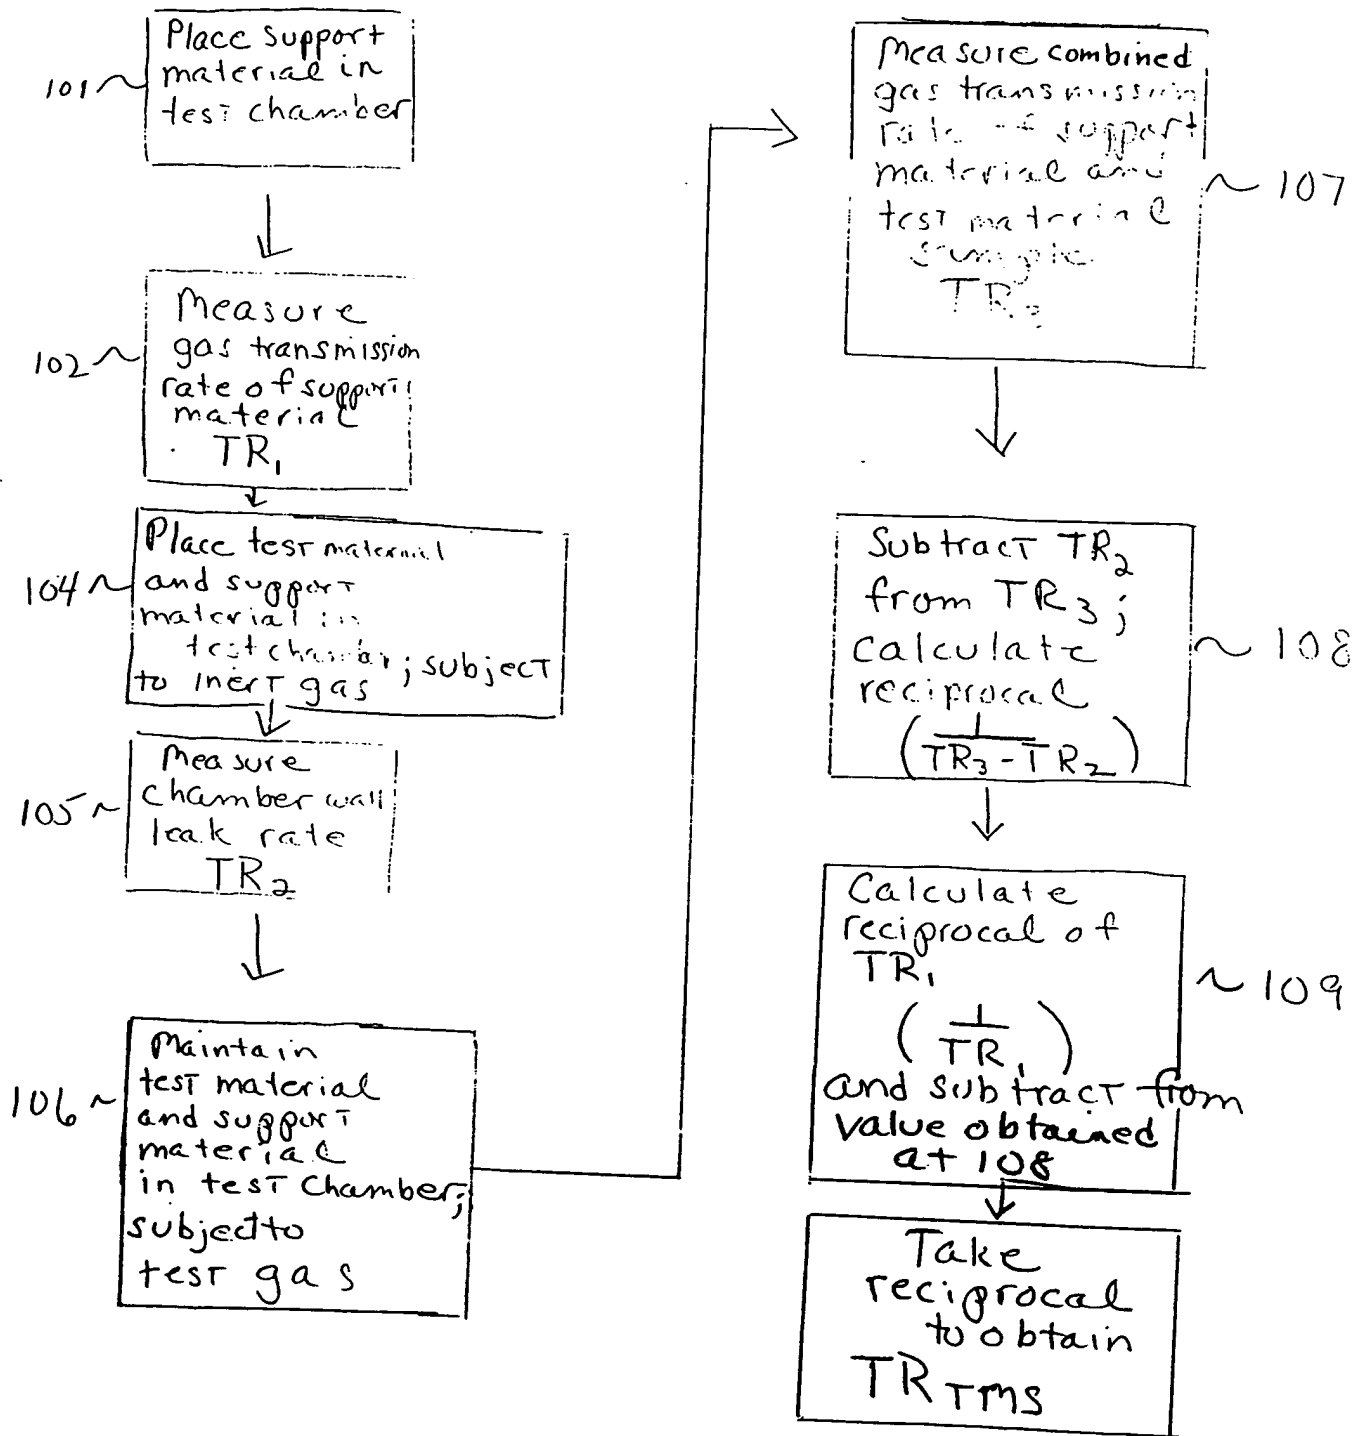 101
Place support
material in
test chamber
102
Measure
gas transmission
rate of support
material
TR₁
104
Place test material
and support
material in
test chamber; subject
to inert gas
105
Measure
chamber wall
leak rate
TR₂
106
Maintain
test material
and support
material
in test chamber;
subject to
test gas
Measure combined
gas transmission
rate of support
material and
test material
sample
TR₃
107
Subtract TR₂
from TR₃;
calculate
reciprocal
(1/TR₃-TR₂)
108
Calculate
reciprocal of
TR₁
(1/TR₁)
and subtract from
value obtained
at 108
109
Take
reciprocal
to obtain
TR TMS